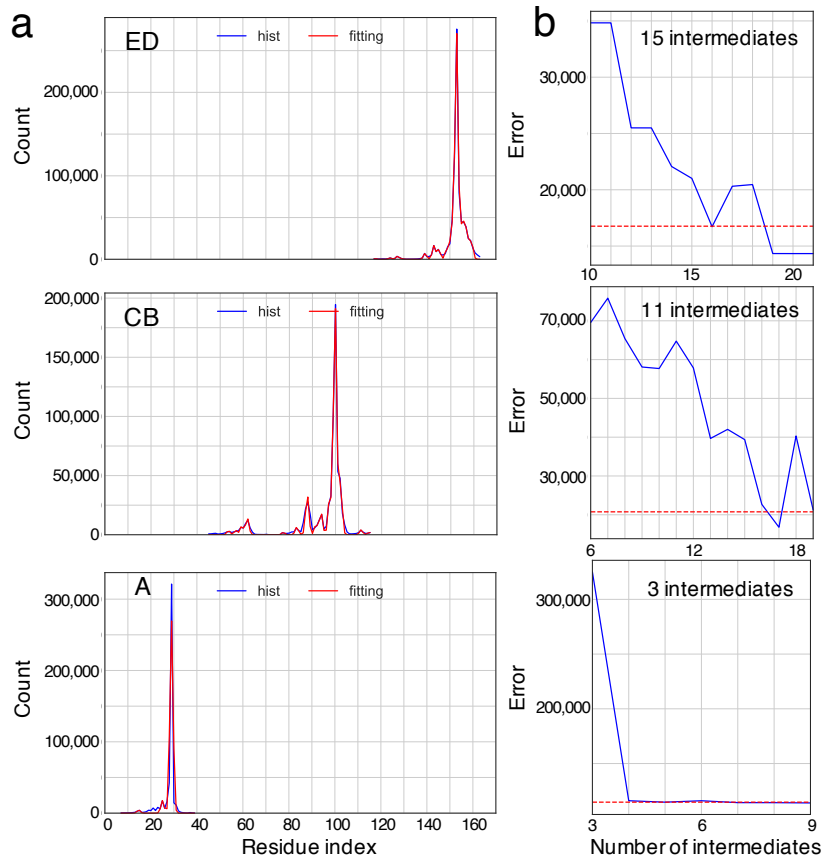 a
ED
hist
fitting
Count
200,000
100,000
0
CB
hist
fitting
Count
200,000
150,000
100,000
50,000
0
A
hist
fitting
Count
300,000
200,000
100,000
0
0 20 40 60 80 100 120 140 160
Residue index
b
15 intermediates
Error
35,000
20,000
10 15 20
11 intermediates
Error
70,000
50,000
30,000
6 12 18
3 intermediates
Error
300,000
200,000
3 6 9
Number of intermediates